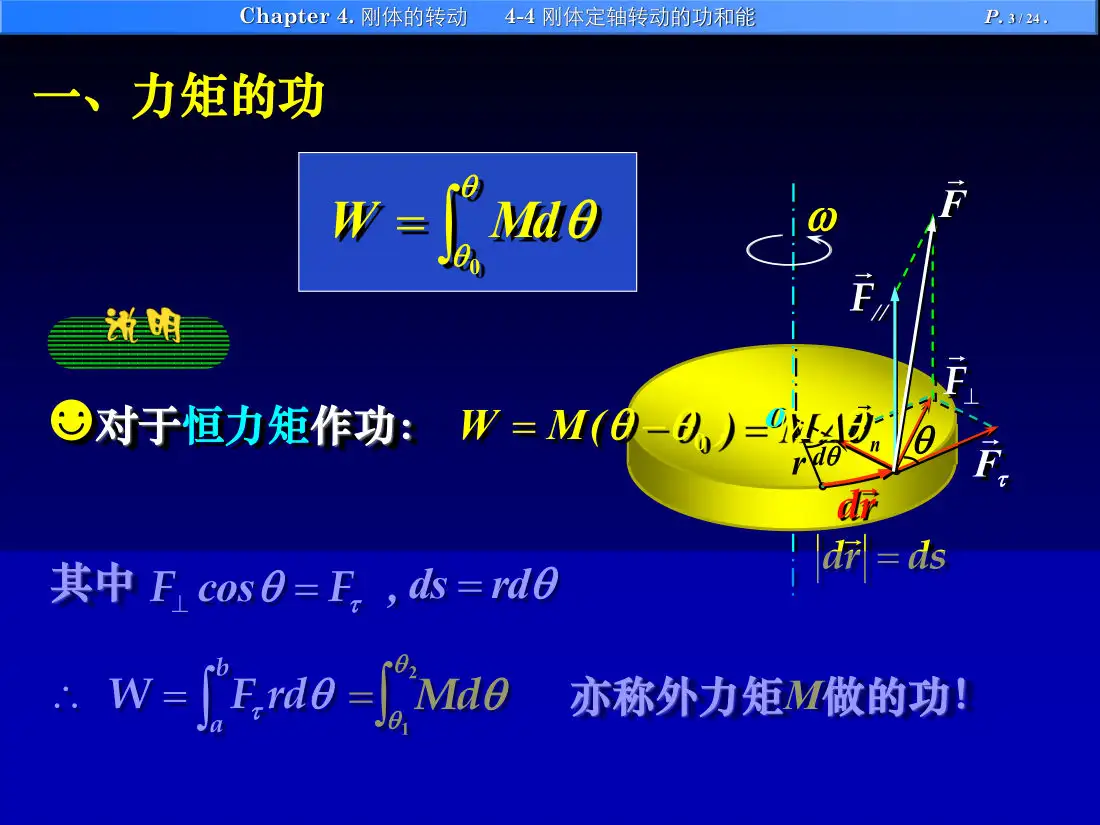 Chapter 4. 刚体的转动 4-4 刚体定轴转动的功和能 P. 3 / 24 .
一、力矩的功
W = ∫_{θ₀}^{θ} Mdθ
ω
F⃗
F⃗//
说明
F⃗⊥
对于恒力矩作功： W = M(θ − θ₀) = MΔθ
o
n
θ
r
dθ
F⃗τ
dr⃗
|dr⃗| = ds
其中 F⊥ cosθ = Fτ , ds = rdθ
∴ W = ∫_{a}^{b} Fτ rdθ = ∫_{θ₁}^{θ₂} Mdθ 亦称外力矩M做的功！